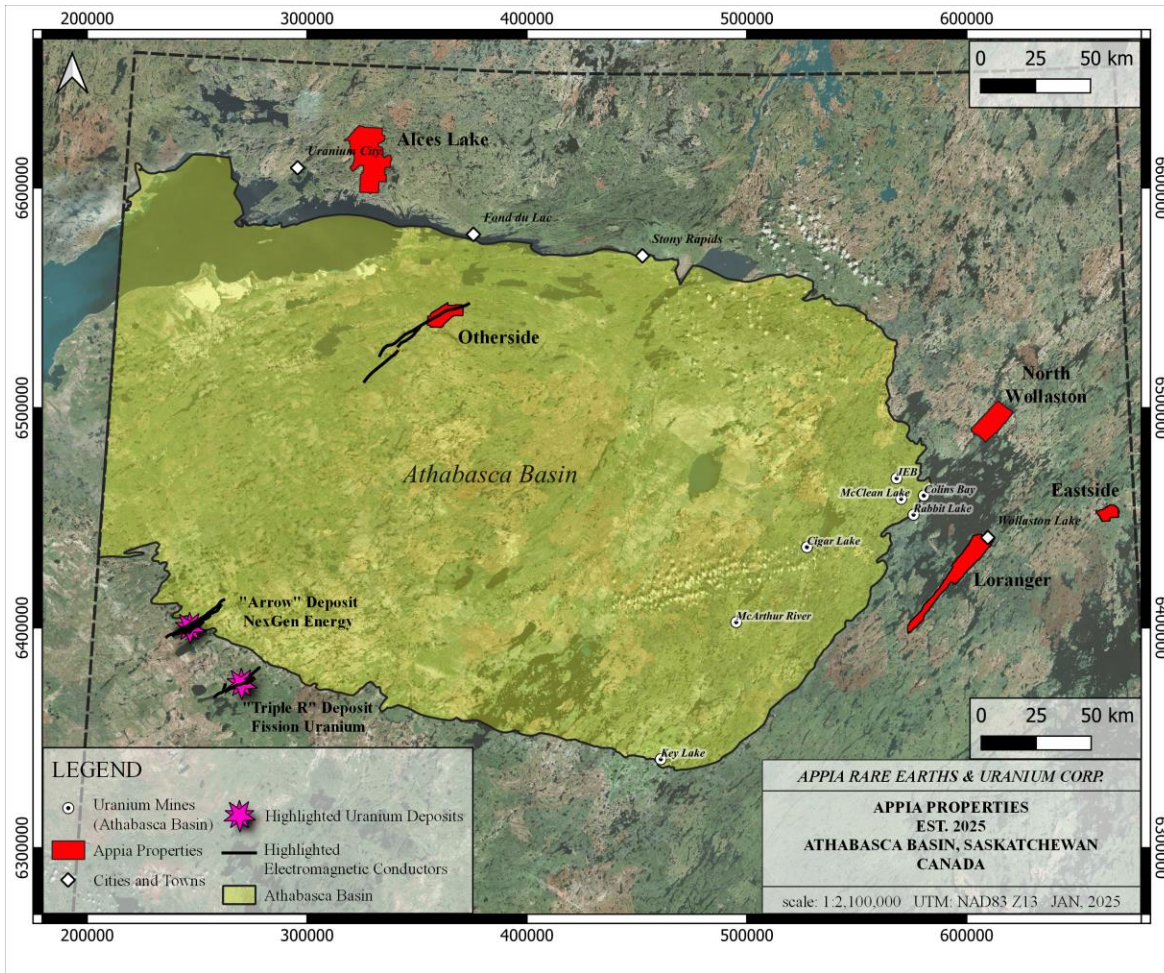 200000 300000 400000 500000 600000
0 25 50 km
Alces Lake
Uranium City
6600000
6600000
Fond du Lac
Stony Rapids
Otherside
North
Wollaston
6500000
6500000
Athabasca Basin
JEB
McClean Lake
Colins Bay
Rabbit Lake
Eastside
Wollaston Lake
Cigar Lake
Loranger
"Arrow" Deposit
NexGen Energy
McArthur River
6400000
6400000
"Triple R" Deposit
Fission Uranium
0 25 50 km
Key Lake
LEGEND
Uranium Mines
(Athabasca Basin)
Highlighted Uranium Deposits
Appia Properties
Highlighted
Electromagnetic Conductors
Cities and Towns
Athabasca Basin
APPIA RARE EARTHS & URANIUM CORP.
APPIA PROPERTIES
EST. 2025
ATHABASCA BASIN, SASKATCHEWAN
CANADA
scale: 1:2,100,000 UTM: NAD83 Z13 JAN, 2025
6300000
6300000
200000 300000 400000 500000 600000